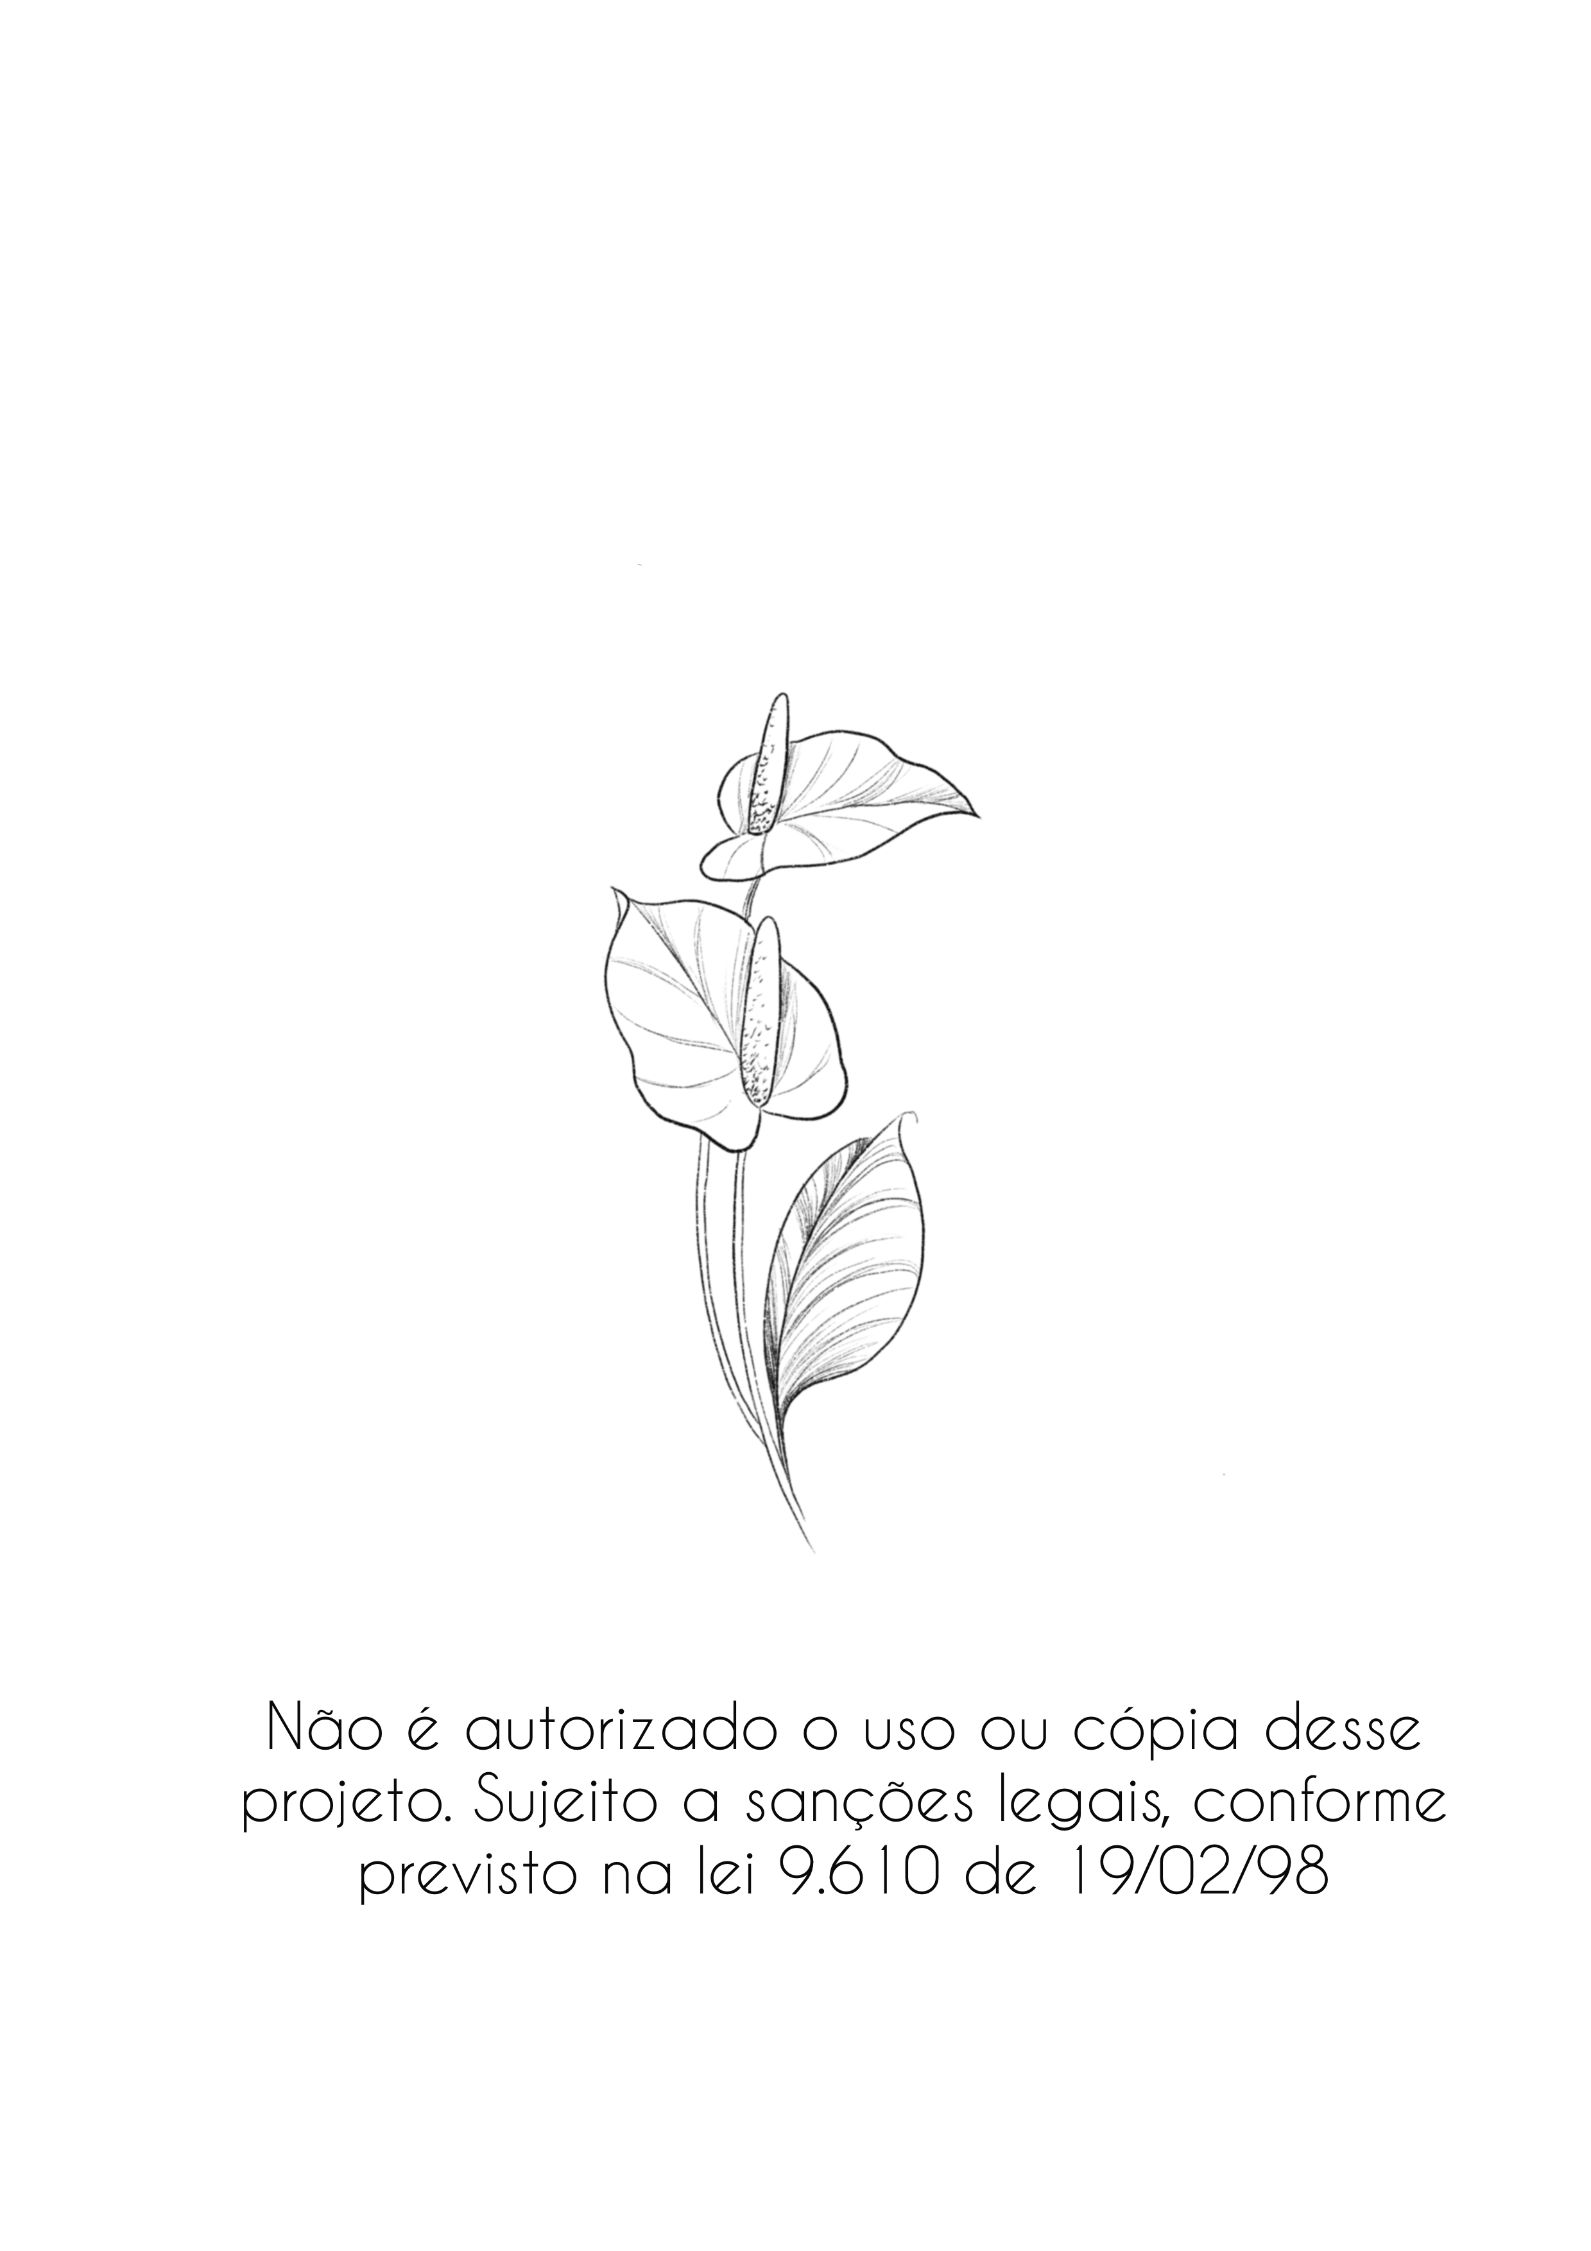 Não é autorizado o uso ou cópia desse
projeto. Sujeito a sanções legais, conforme
previsto na lei 9.610 de 19/02/98